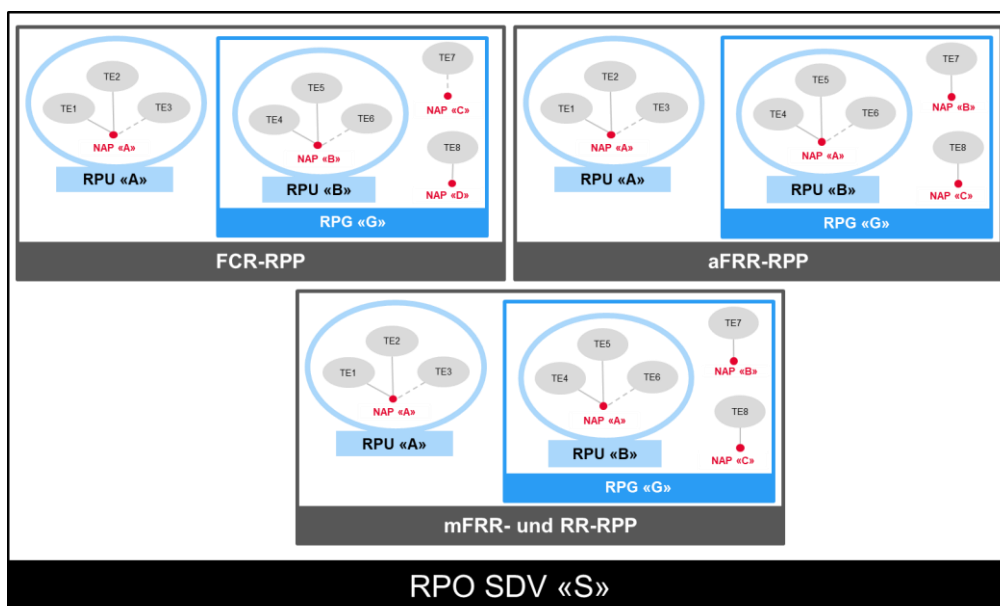 TE2
TE1
TE3
NAP «A»
RPU «A»
TE5
TE4
TE6
NAP «B»
RPU «B»
TE7
NAP «C»
TE8
NAP «D»
RPG «G»
FCR-RPP
TE2
TE1
TE3
NAP «A»
RPU «A»
TE5
TE4
TE6
NAP «A»
RPU «B»
TE7
NAP «B»
TE8
NAP «C»
RPG «G»
aFRR-RPP
TE2
TE1
TE3
NAP «A»
RPU «A»
TE5
TE4
TE6
NAP «A»
RPU «B»
TE7
NAP «B»
TE8
NAP «C»
RPG «G»
mFRR- und RR-RPP
RPO SDV «S»